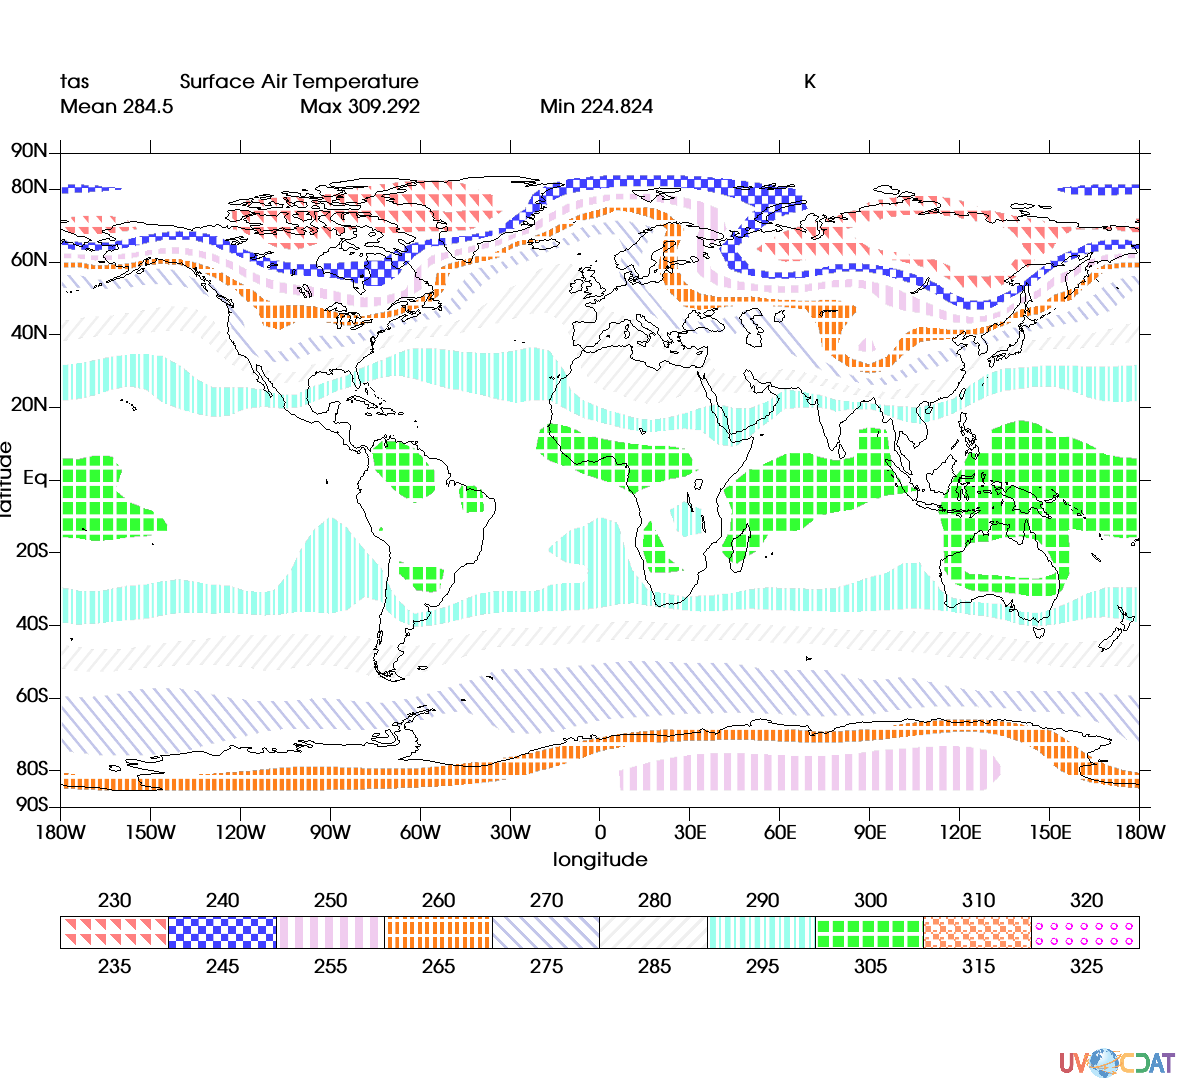 tas Surface Air Temperature K
Mean 284.5 Max 309.292 Min 224.824
90N
80N
60N
40N
20N
Eq
20S
40S
60S
80S
90S
latitude
180W 150W 120W 90W 60W 30W 0 30E 60E 90E 120E 150E 180W
longitude
230 240 250 260 270 280 290 300 310 320
235 245 255 265 275 285 295 305 315 325
UV CDAT